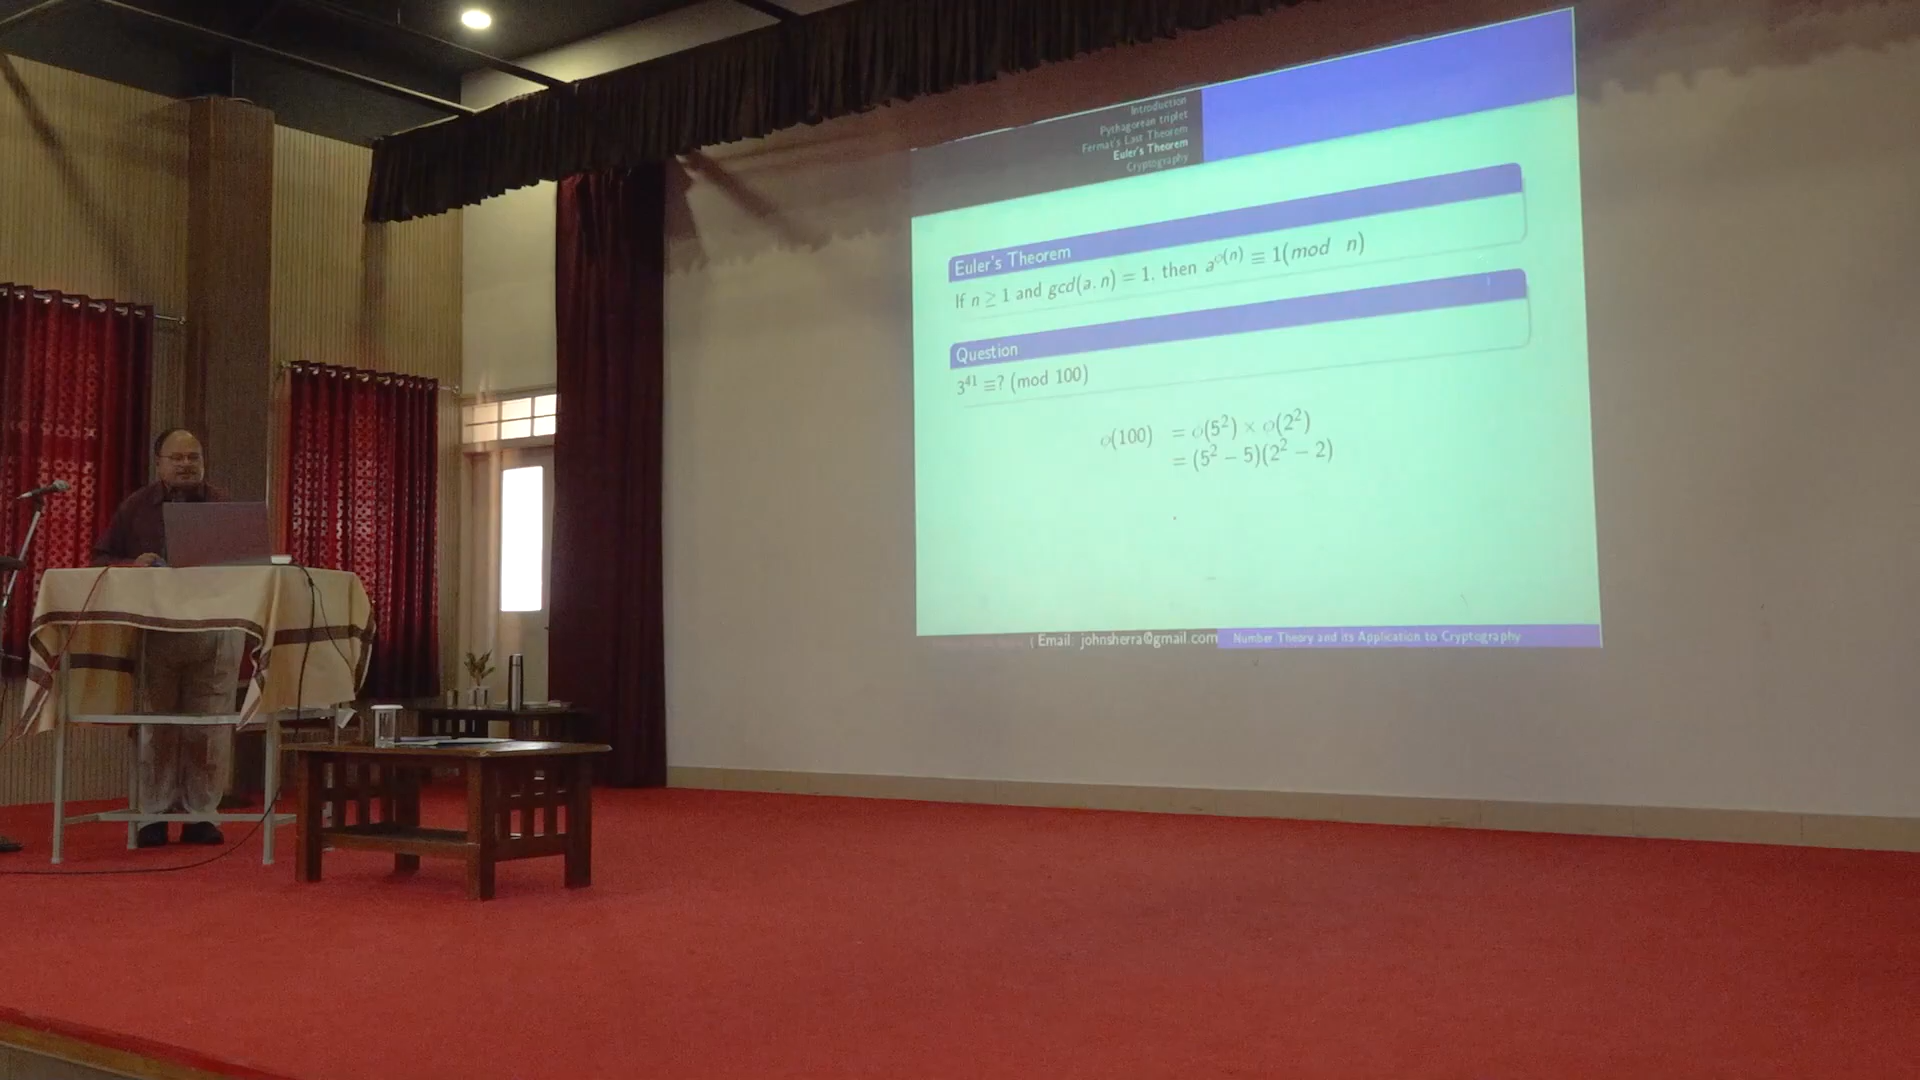 Introduction
Pythagorean triplet
Fermat's Last Theorem
Euler's Theorem
Cryptography
Euler's Theorem
If n ≥ 1 and gcd(a, n) = 1, then a^ϕ(n) ≡ 1(mod n)
Question
3^41 ≡? (mod 100)
ϕ(100) = ϕ(5^2) × ϕ(2^2)
= (5^2 − 5)(2^2 − 2)
( Email: johnsherra@gmail.com
Number Theory and its Application to Cryptography